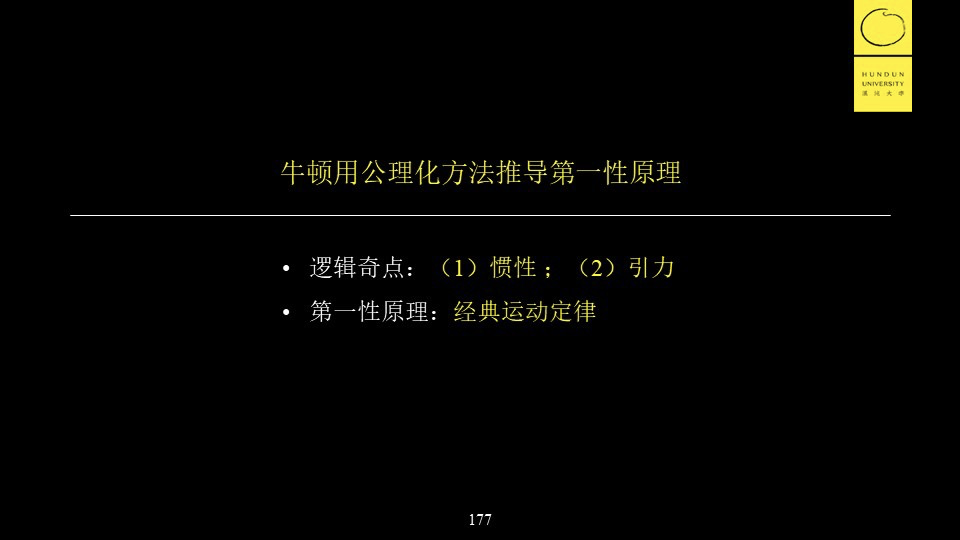 HUNDUN
UNIVERSITY
混沌大学
牛顿用公理化方法推导第一性原理
• 逻辑奇点：（1）惯性；（2）引力
• 第一性原理：经典运动定律
177